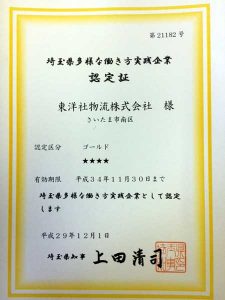 第21182号
埼玉県多様な働き方実践企業
認定証
東洋社物流株式会社 様
さいたま市南区
認定区分 ゴールド
★★★★
有効期限 平成34年11月30日まで
埼玉県多様な働き方実践企業として認定
します
平成29年12月1日
埼玉県知事 上田清司